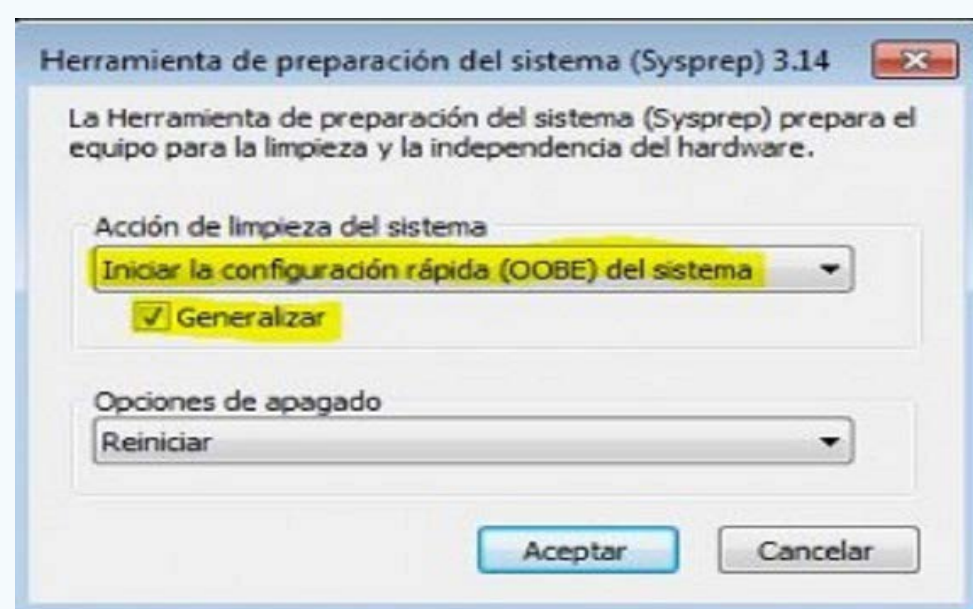 Herramienta de preparación del sistema (Sysprep) 3.14
La Herramienta de preparación del sistema (Sysprep) prepara el
equipo para la limpieza y la independencia del hardware.
Acción de limpieza del sistema
Iniciar la configuración rápida (OOBE) del sistema
Generalizar
Opciones de apagado
Reiniciar
Aceptar
Cancelar